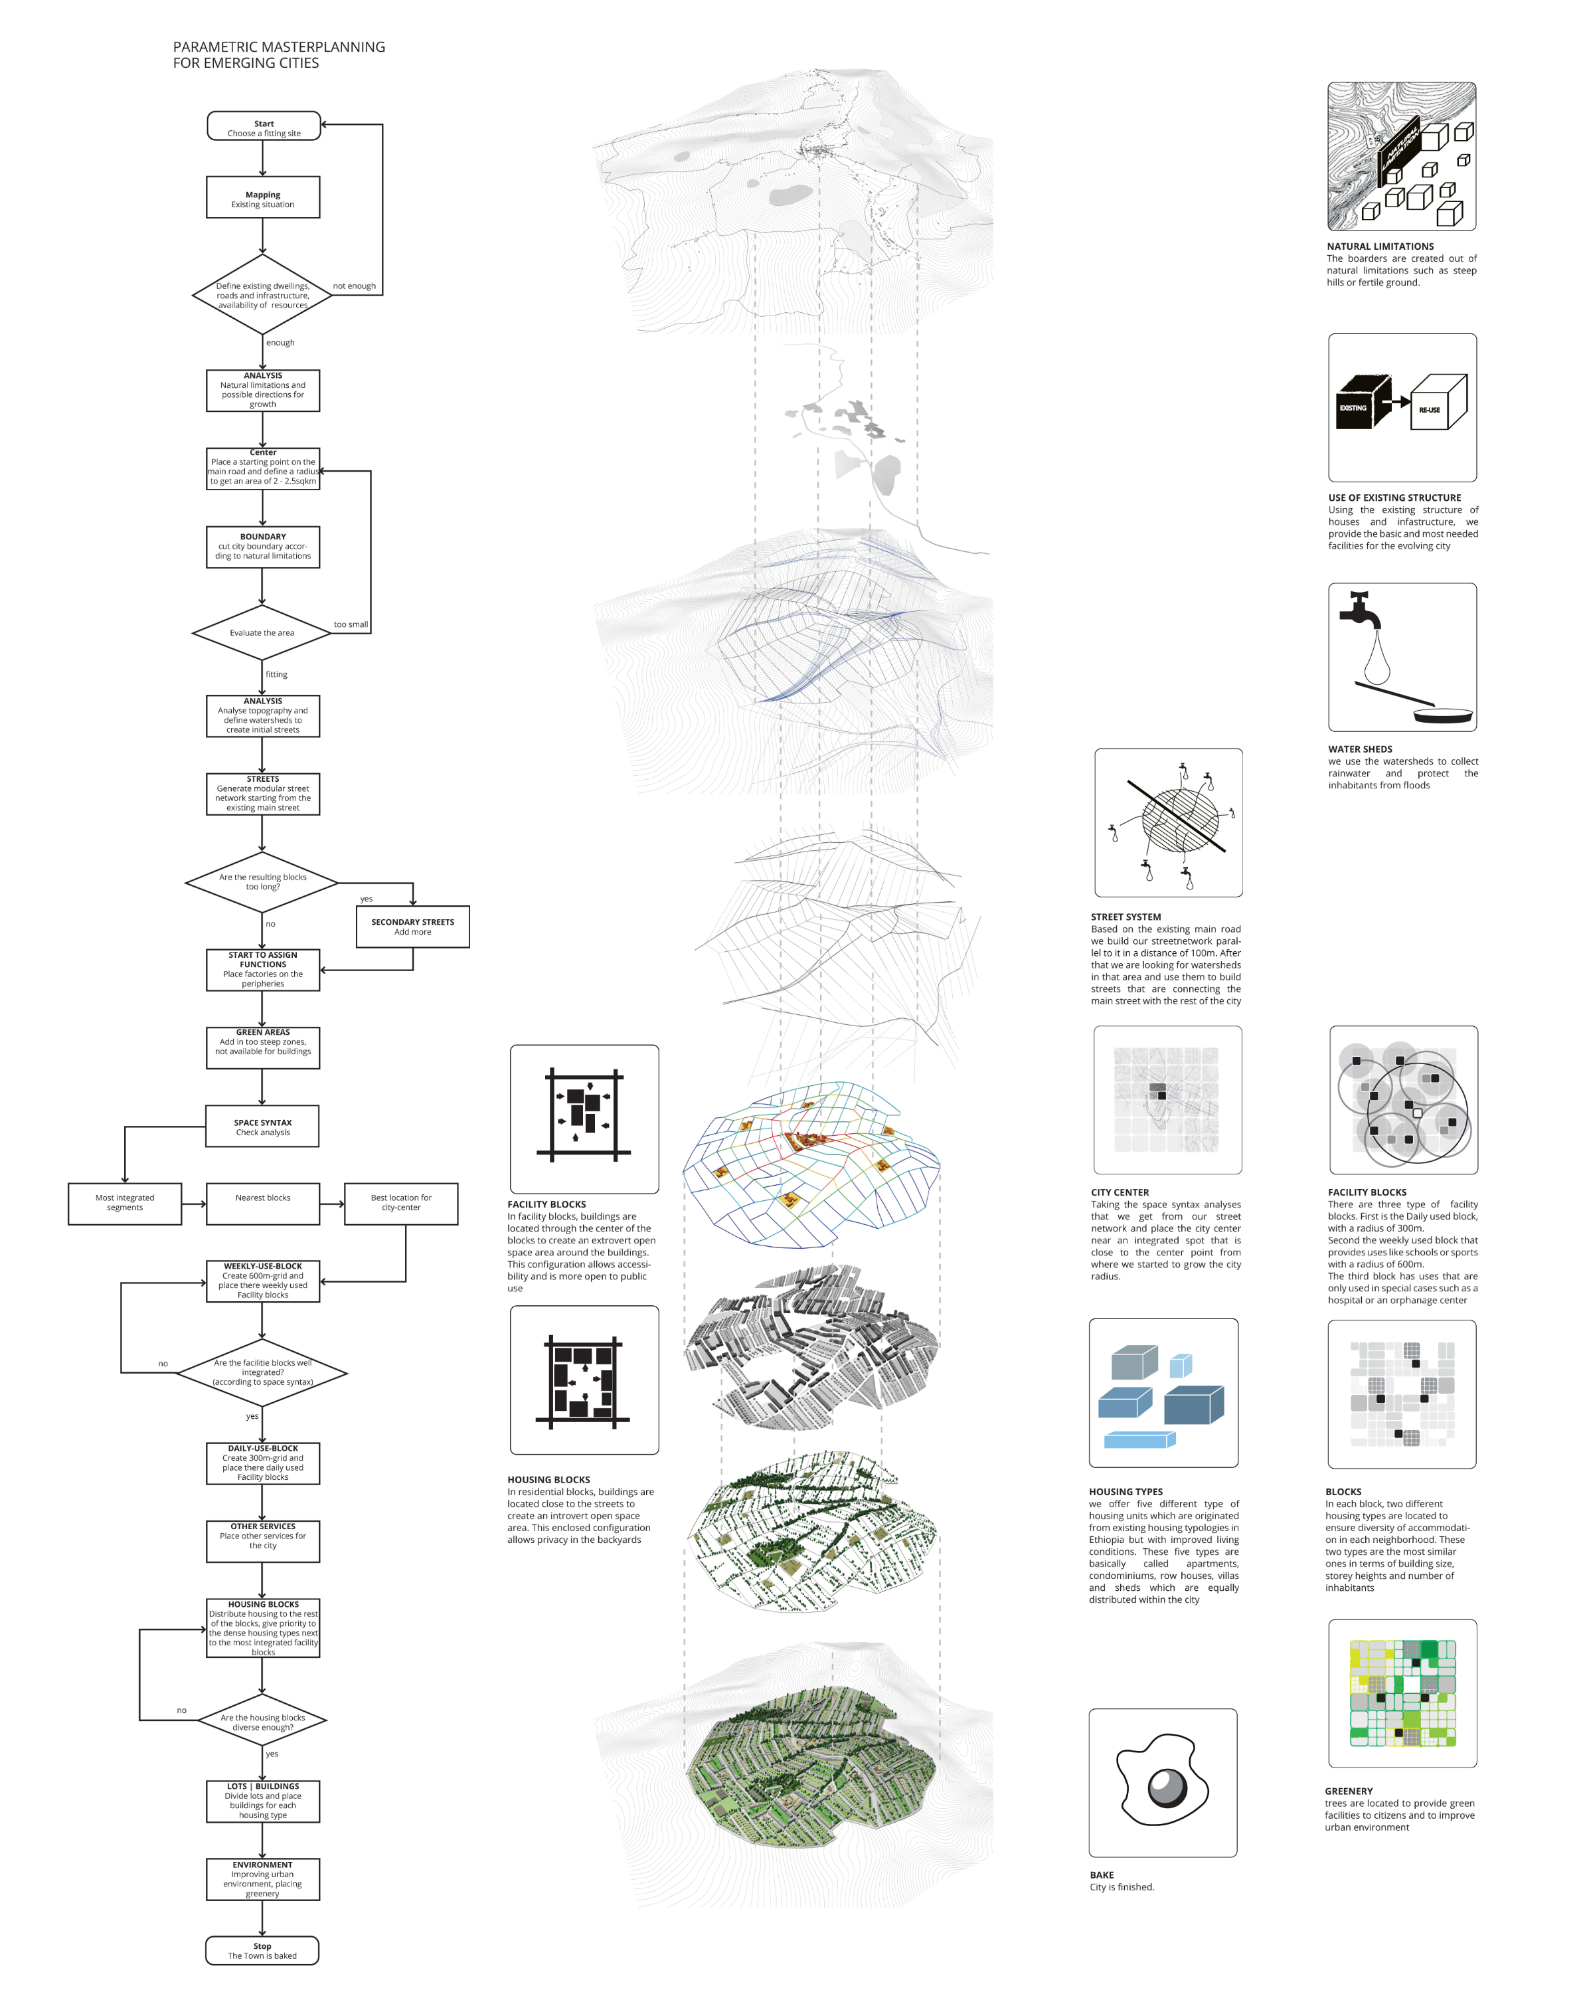 PARAMETRIC MASTERPLANNING
FOR EMERGING CITIES
Start
Choose a fitting site
Mapping
Existing situation
Define existing dwellings,
roads and infrastructure,
availability of resources
not enough
enough
ANALYSIS
Natural limitations and
possible directions for
growth
Center
Place a starting point on the
main road and define a radius
to get an area of 2 - 2.5sqkm
BOUNDARY
cut city boundary accor-
ding to natural limitations
Evaluate the area
too small
fitting
ANALYSIS
Analyse topography and
define watersheds to
create initial streets
STREETS
Generate modular street
network starting from the
existing main street
Are the resulting blocks
too long?
yes
SECONDARY STREETS
Add more
no
START TO ASSIGN
FUNCTIONS
Place factories on the
peripheries
GREEN AREAS
Add in too steep zones,
not available for buildings
SPACE SYNTAX
Check analysis
Most integrated
segments
Nearest blocks
Best location for
city-center
WEEKLY-USE-BLOCK
Create 600m-grid and
place there weekly used
Facility blocks
Are the facilitie blocks well
integrated?
(according to space syntax)
no
yes
DAILY-USE-BLOCK
Create 300m-grid and
place there daily used
Facility blocks
OTHER SERVICES
Place other services for
the city
HOUSING BLOCKS
Distribute housing to the rest
of the blocks, give priority to
the dense housing types next
to the most integrated facility
blocks
Are the housing blocks
diverse enough?
no
yes
LOTS | BUILDINGS
Divide lots and place
buildings for each
housing type
ENVIRONMENT
Improving urban
environment, placing
greenery
Stop
The Town is baked
FACILITY BLOCKS
In facility blocks, buildings are
located through the center of the
blocks to create an extrovert open
space area around the buildings.
This configuration allows accessi-
bility and is more open to public
use
HOUSING BLOCKS
In residential blocks, buildings are
located close to the streets to
create an introvert open space
area. This enclosed configuration
allows privacy in the backyards
STREET SYSTEM
Based on the existing main road
we build our streetnetwork paral-
lel to it in a distance of 100m. After
that we are looking for watersheds
in that area and use them to build
streets that are connecting the
main street with the rest of the city
CITY CENTER
Taking the space syntax analyses
that we get from our street
network and place the city center
near an integrated spot that is
close to the center point from
where we started to grow the city
radius.
HOUSING TYPES
we offer five different type of
housing units which are originated
from existing housing typologies in
Ethiopia but with improved living
conditions. These five types are
basically called apartments,
condominiums, row houses, villas
and sheds which are equally
distributed within the city
BAKE
City is finished.
NATURAL
LIMITATION
NATURAL LIMITATIONS
The boarders are created out of
natural limitations such as steep
hills or fertile ground.
EXISTING
RE-USE
USE OF EXISTING STRUCTURE
Using the existing structure of
houses and infastructure, we
provide the basic and most needed
facilities for the evolving city
WATER SHEDS
we use the watersheds to collect
rainwater and protect the
inhabitants from floods
FACILITY BLOCKS
There are three type of facility
blocks. First is the Daily used block,
with a radius of 300m.
Second the weekly used block that
provides uses like schools or sports
with a radius of 600m.
The third block has uses that are
only used in special cases such as a
hospital or an orphanage center
BLOCKS
In each block, two different
housing types are located to
ensure diversity of accommodati-
on in each neighborhood. These
two types are the most similar
ones in terms of building size,
storey heights and number of
inhabitants
GREENERY
trees are located to provide green
facilities to citizens and to improve
urban environment